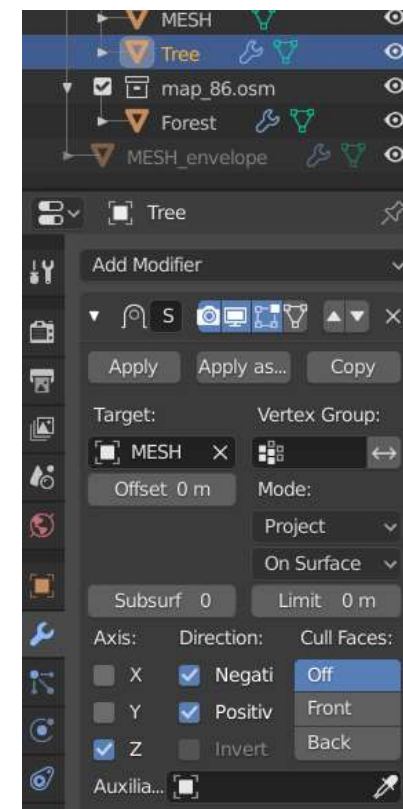 MESH
Tree
map_86.osm
Forest
MESH_envelope
Tree
Add Modifier
S
Apply Apply as... Copy
Target: Vertex Group:
MESH
Offset 0 m Mode:
Project
On Surface
Subsurf 0 Limit 0 m
Axis: Direction: Cull Faces:
X Negati Off
Y Positiv Front
Z Invert Back
Auxilia...